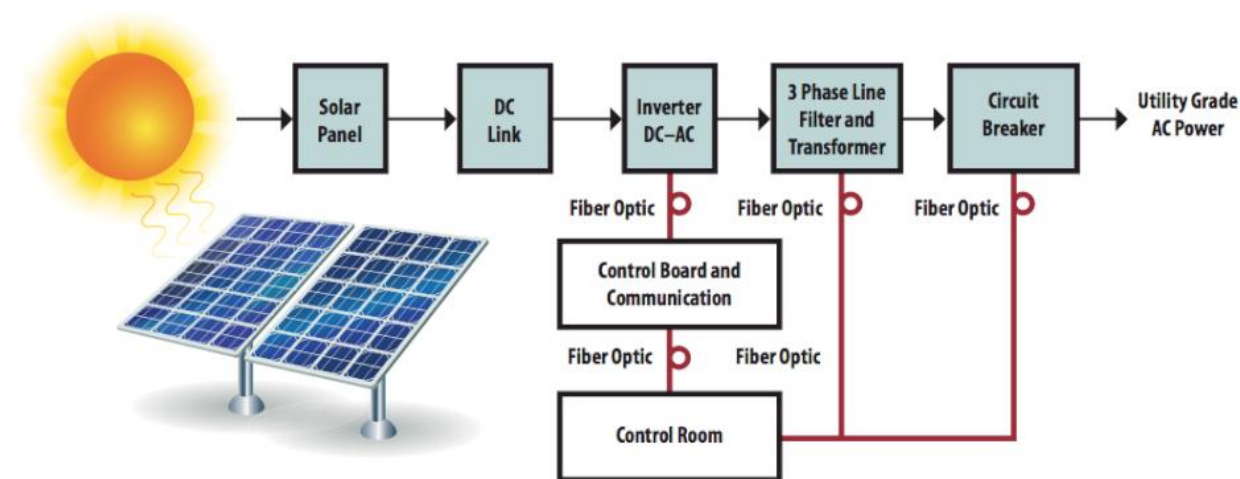 Solar
Panel
DC
Link
Inverter
DC–AC
3 Phase Line
Filter and
Transformer
Circuit
Breaker
Utility Grade
AC Power
Fiber Optic
Fiber Optic
Fiber Optic
Control Board and
Communication
Fiber Optic
Fiber Optic
Control Room